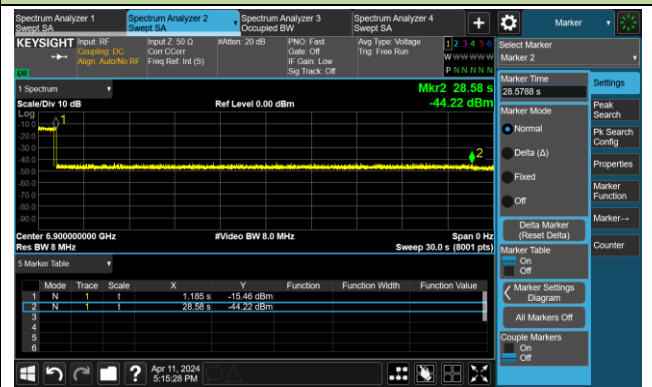 Spectrum Analyzer 1
Swept SA
Spectrum Analyzer 2
Swept SA
Spectrum Analyzer 3
Occupied BW
Spectrum Analyzer 4
Swept SA
+
Marker
KEYSIGHT
Input: RF
Coupling: DC
Align: Auto/No RF
Input Z: 50 Ω
Corr CCorr
Freq Ref: Int (S)
#Atten: 20 dB
PNO: Fast
Gate: Off
IF Gain: Low
Sig Track: Off
Avg Type: Voltage
Trig: Free Run
1 2 3 4 5 6
W W W W W W
P N N N N N
LXI
Select Marker
Marker 2
1 Spectrum
Mkr2 28.58 s
-44.22 dBm
Scale/Div 10 dB
Ref Level 0.00 dBm
Log
-10.0
-20.0
-30.0
-40.0
-50.0
-60.0
-70.0
-80.0
-90.0
1
2
Center 6.900000000 GHz
#Video BW 8.0 MHz
Span 0 Hz
Res BW 8 MHz
Sweep 30.0 s (8001 pts)
5 Marker Table
Mode Trace Scale X Y Function Function Width Function Value
1 N 1 t 1.185 s -15.46 dBm
2 N 1 t 28.58 s -44.22 dBm
3
4
5
6
Marker Time
28.5788 s
Marker Mode
Normal
Delta (Δ)
Fixed
Off
Delta Marker
(Reset Delta)
Marker Table
On
Off
Marker Settings
Diagram
All Markers Off
Couple Markers
On
Off
Settings
Peak
Search
Pk Search
Config
Properties
Marker
Function
Marker→
Counter
?
Apr 11, 2024
5:15:28 PM